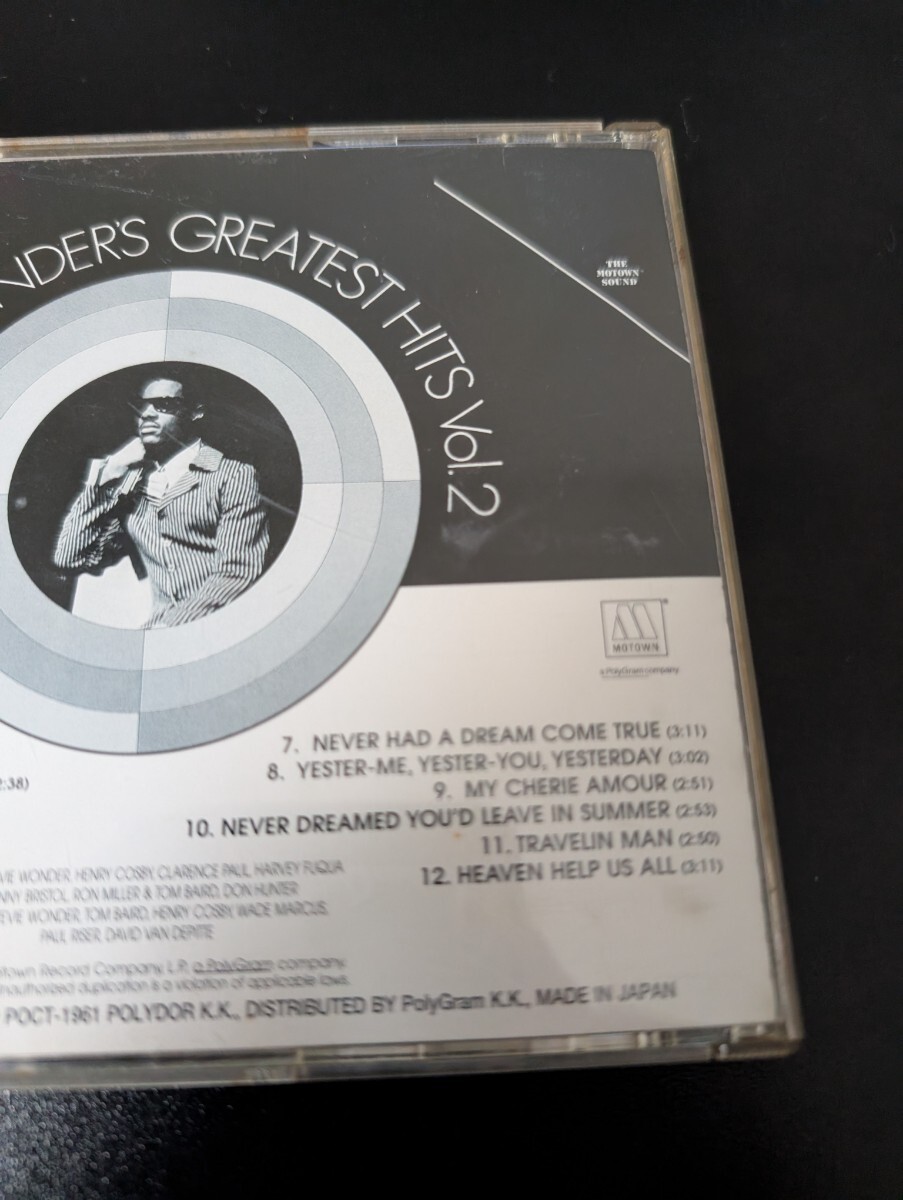 NDER'S GREATEST HITS Vol. 2
THE
MOTOWN
SOUND
MOTOWN
a PolyGram company
7. NEVER HAD A DREAM COME TRUE (3:11)
8. YESTER-ME, YESTER-YOU, YESTERDAY (3:02)
2:38)
9. MY CHERIE AMOUR (2:51)
10. NEVER DREAMED YOU'D LEAVE IN SUMMER (2:53)
11. TRAVELIN MAN (2:50)
12. HEAVEN HELP US ALL (3:11)
VIE WONDER, HENRY COSBY, CLARENCE PAUL, HARVEY FUQUA
NNY BRISTOL, RON MILLER & TOM BAIRD, DON HUNTER
EVIE WONDER, TOM BAIRD, HENRY COSBY, WADE MARCUS,
PAUL RISER, DAVID VAN DEPITTE
town Record Company, L.P. a PolyGram company.
nauthorized duplication is a violation of applicable laws.
POCT-1961 POLYDOR K.K., DISTRIBUTED BY PolyGram K.K., MADE IN JAPAN